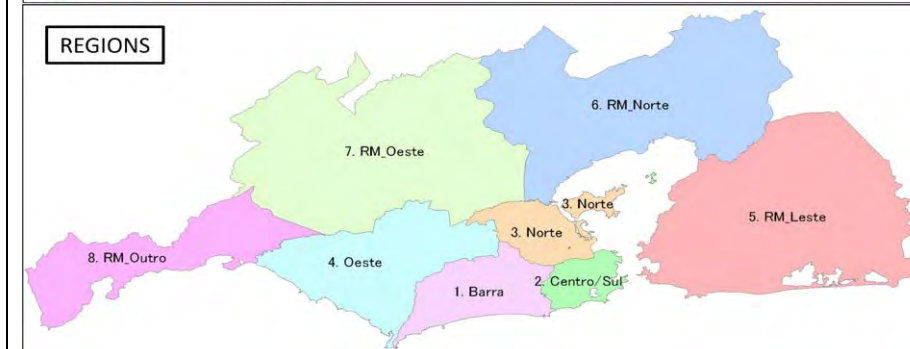 REGIONS
6. RM_Norte
7. RM_Oeste
3. Norte
5. RM_Leste
3. Norte
8. RM_Outro
4. Oeste
2. Centro/Sul
1. Barra